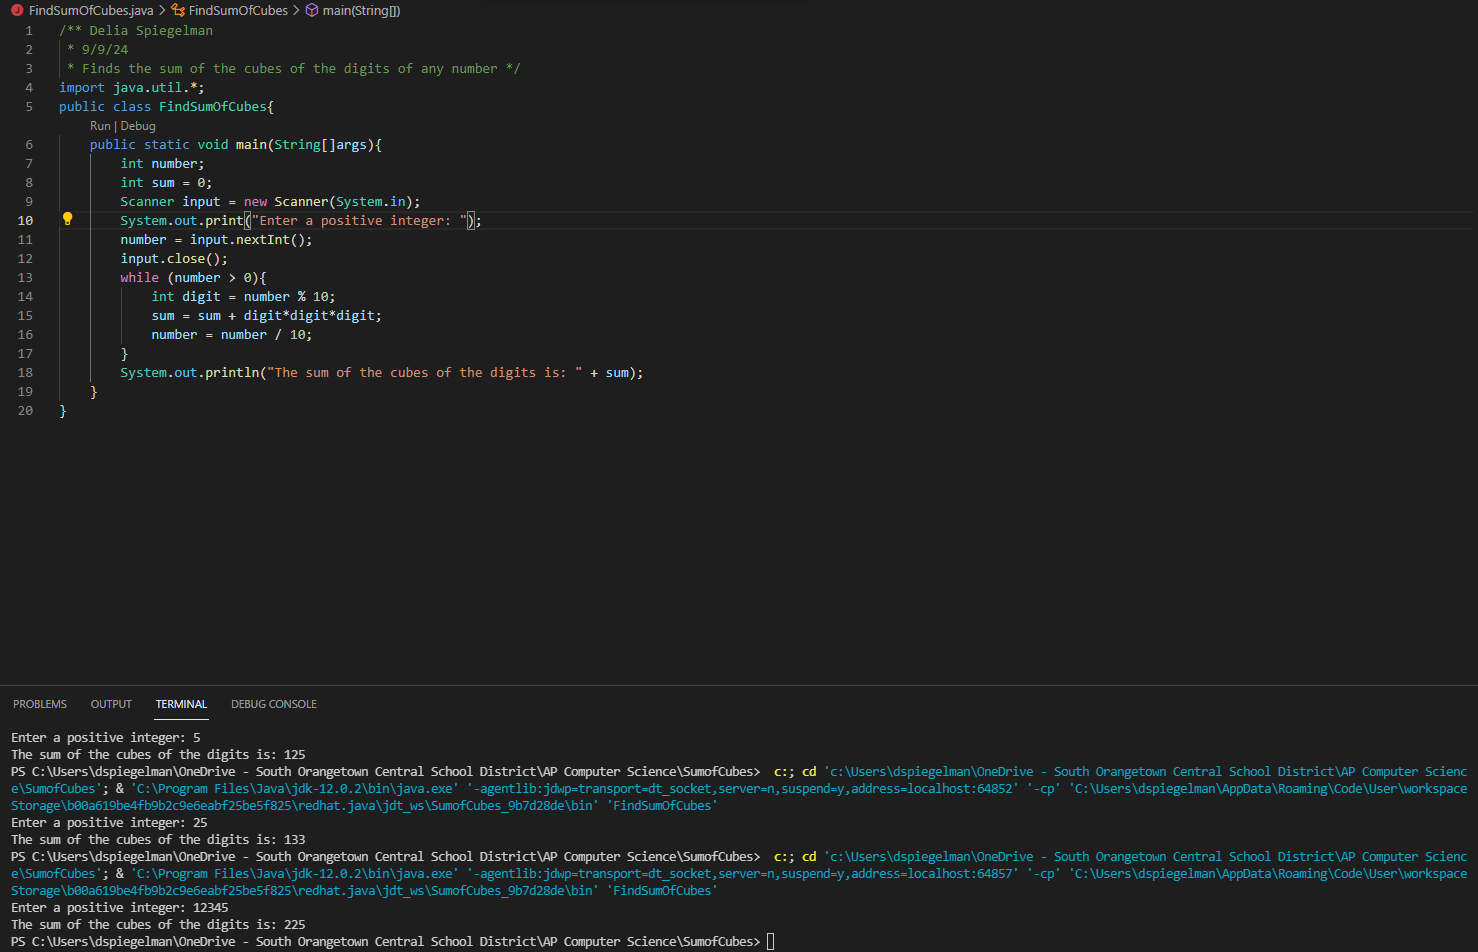 FindSumOfCubes.java > FindSumOfCubes > main(String[])
1 /** Delia Spiegelman
2 * 9/9/24
3 * Finds the sum of the cubes of the digits of any number */
4 import java.util.*;
5 public class FindSumOfCubes{
Run | Debug
6 public static void main(String[]args){
7 int number;
8 int sum = 0;
9 Scanner input = new Scanner(System.in);
10 System.out.print("Enter a positive integer: ");
11 number = input.nextInt();
12 input.close();
13 while (number > 0){
14 int digit = number % 10;
15 sum = sum + digit*digit*digit;
16 number = number / 10;
17 }
18 System.out.println("The sum of the cubes of the digits is: " + sum);
19 }
20 }
PROBLEMS OUTPUT TERMINAL DEBUG CONSOLE
Enter a positive integer: 5
The sum of the cubes of the digits is: 125
PS C:\Users\dspiegelman\OneDrive - South Orangetown Central School District\AP Computer Science\SumofCubes>  c:; cd 'c:\Users\dspiegelman\OneDrive - South Orangetown Central School District\AP Computer Scienc
e\SumofCubes'; & 'C:\Program Files\Java\jdk-12.0.2\bin\java.exe' '-agentlib:jdwp=transport=dt_socket,server=n,suspend=y,address=localhost:64852' '-cp' 'C:\Users\dspiegelman\AppData\Roaming\Code\User\workspace
Storage\b00a619be4fb9b2c9e6eabf25be5f825\redhat.java\jdt_ws\SumofCubes_9b7d28de\bin' 'FindSumOfCubes'
Enter a positive integer: 25
The sum of the cubes of the digits is: 133
PS C:\Users\dspiegelman\OneDrive - South Orangetown Central School District\AP Computer Science\SumofCubes>  c:; cd 'c:\Users\dspiegelman\OneDrive - South Orangetown Central School District\AP Computer Scienc
e\SumofCubes'; & 'C:\Program Files\Java\jdk-12.0.2\bin\java.exe' '-agentlib:jdwp=transport=dt_socket,server=n,suspend=y,address=localhost:64857' '-cp' 'C:\Users\dspiegelman\AppData\Roaming\Code\User\workspace
Storage\b00a619be4fb9b2c9e6eabf25be5f825\redhat.java\jdt_ws\SumofCubes_9b7d28de\bin' 'FindSumOfCubes'
Enter a positive integer: 12345
The sum of the cubes of the digits is: 225
PS C:\Users\dspiegelman\OneDrive - South Orangetown Central School District\AP Computer Science\SumofCubes>